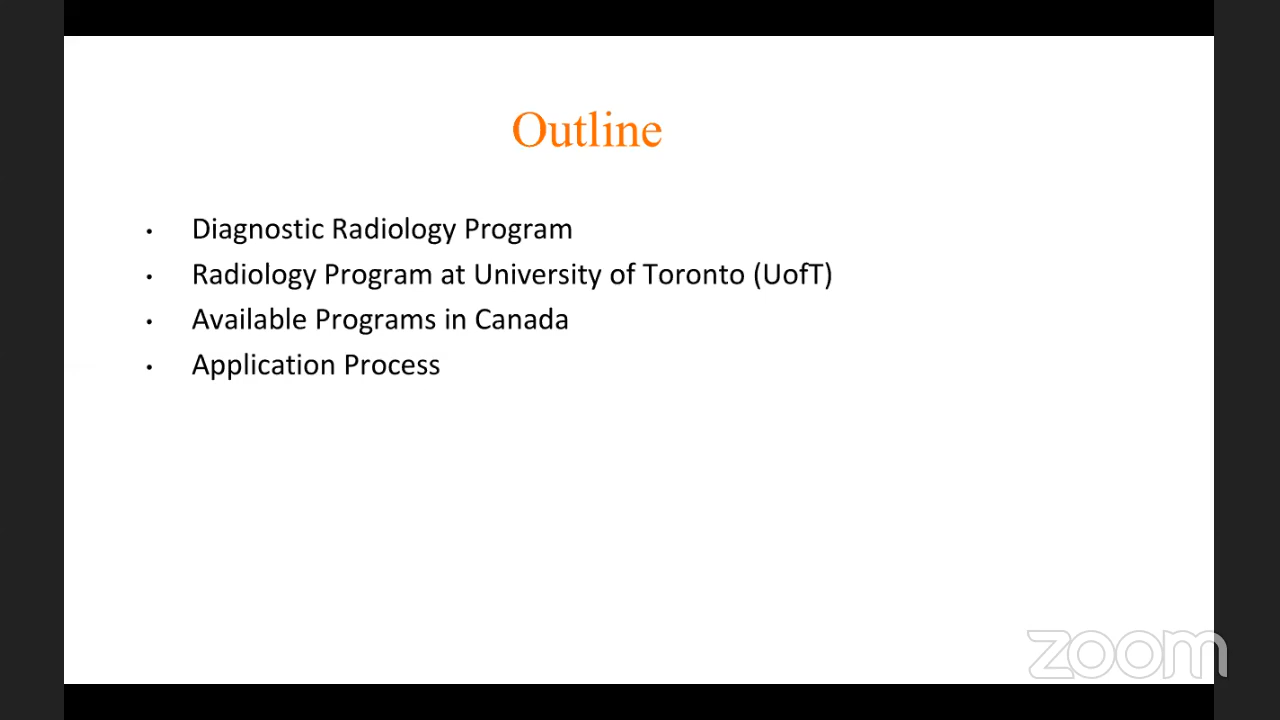 Outline
• Diagnostic Radiology Program
• Radiology Program at University of Toronto (UofT)
• Available Programs in Canada
• Application Process
zoom